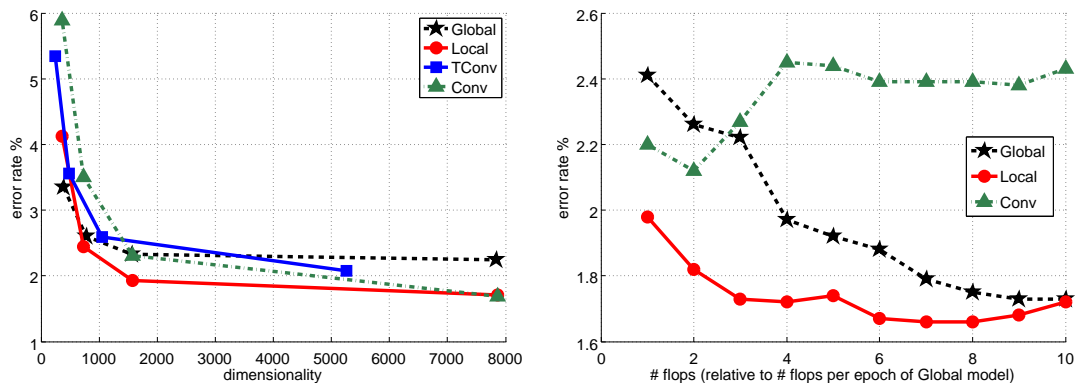 6
5
4
3
2
1
error rate %
0 1000 2000 3000 4000 5000 6000 7000 8000
dimensionality
Global
Local
TConv
Conv
2.6
2.4
2.2
2
1.8
1.6
error rate %
0 2 4 6 8 10
# flops (relative to # flops per epoch of Global model)
Global
Local
Conv